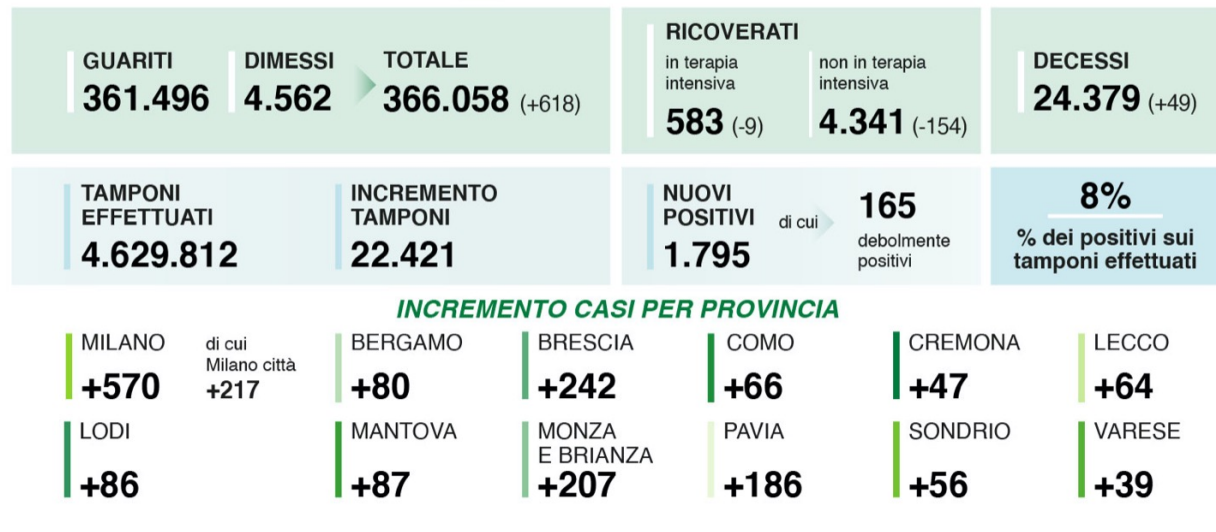 GUARITI
361.496
DIMESSI
4.562
TOTALE
366.058 (+618)
RICOVERATI
in terapia
intensiva
583 (-9)
non in terapia
intensiva
4.341 (-154)
DECESSI
24.379 (+49)
TAMPONI
EFFETTUATI
4.629.812
INCREMENTO
TAMPONI
22.421
NUOVI
POSITIVI
1.795
di cui
165
debolmente
positivi
8%
% dei positivi sui
tamponi effettuati
INCREMENTO CASI PER PROVINCIA
MILANO
+570
di cui
Milano città
+217
BERGAMO
+80
BRESCIA
+242
COMO
+66
CREMONA
+47
LECCO
+64
LODI
+86
MANTOVA
+87
MONZA
E BRIANZA
+207
PAVIA
+186
SONDRIO
+56
VARESE
+39